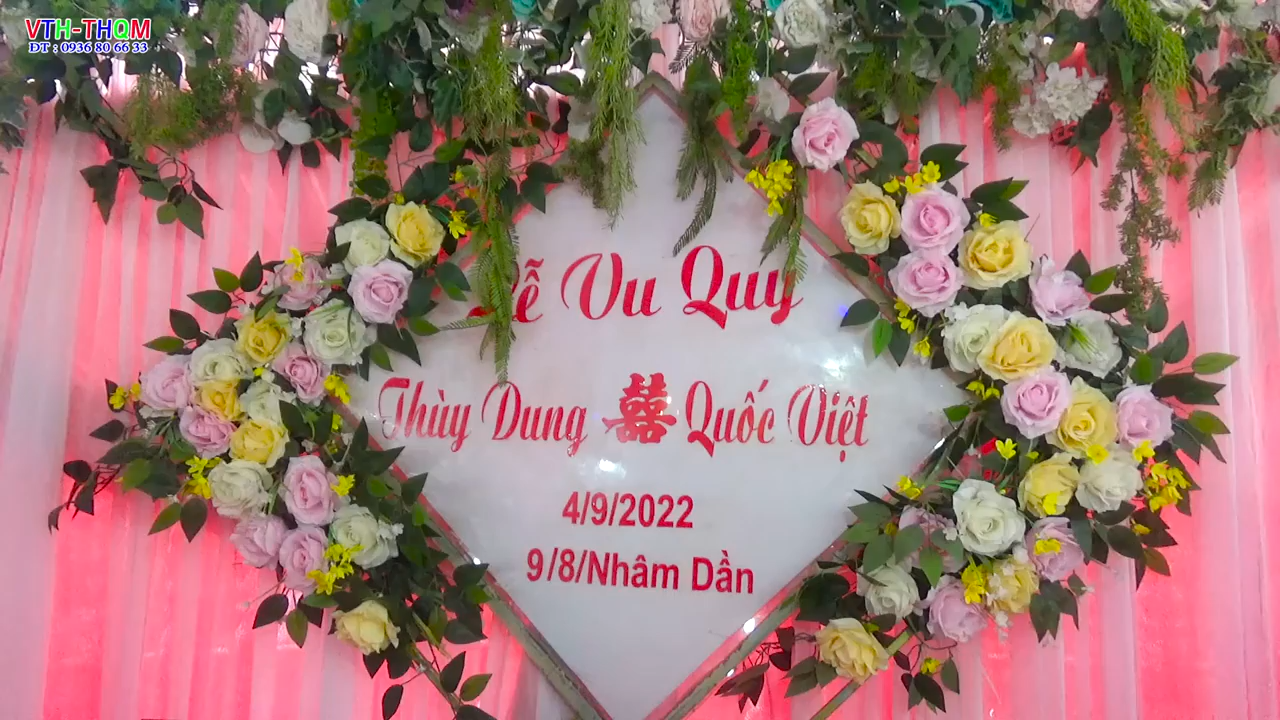 VTH-THQM
ĐT : 0936 80 66 33
Lễ Vu Quy
Thùy Dung 囍 Quốc Việt
4/9/2022
9/8/Nhâm Dần